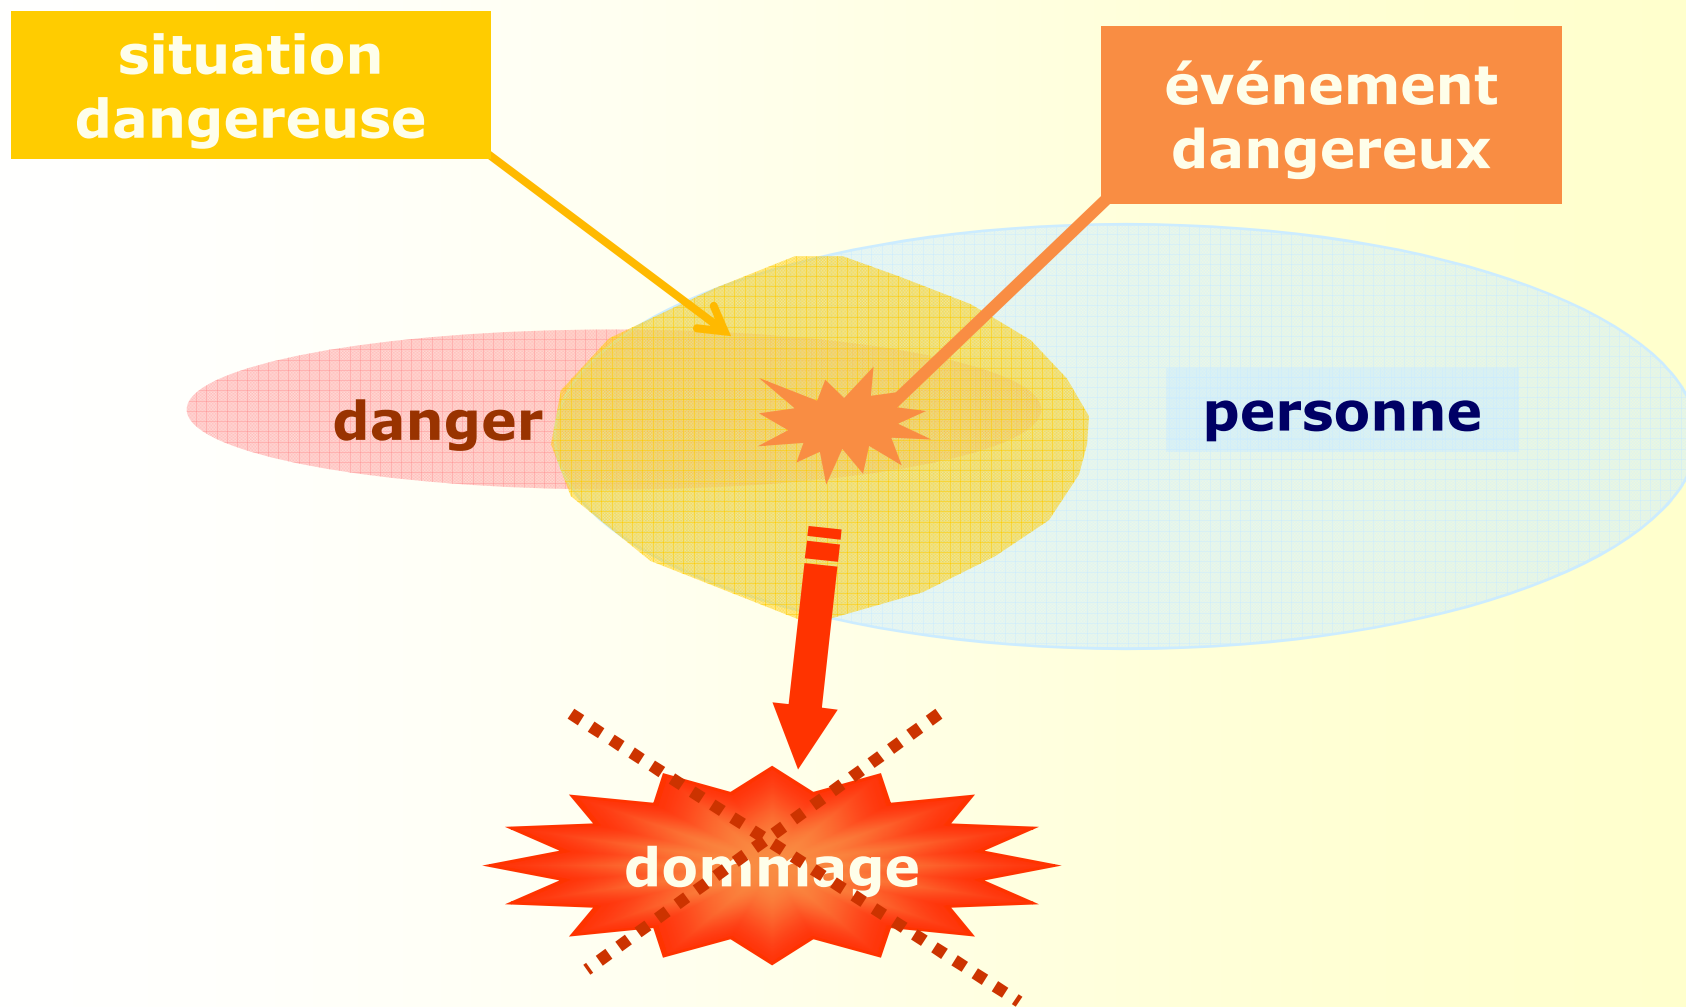 situation
dangereuse
événement
dangereux
danger
personne
dommage